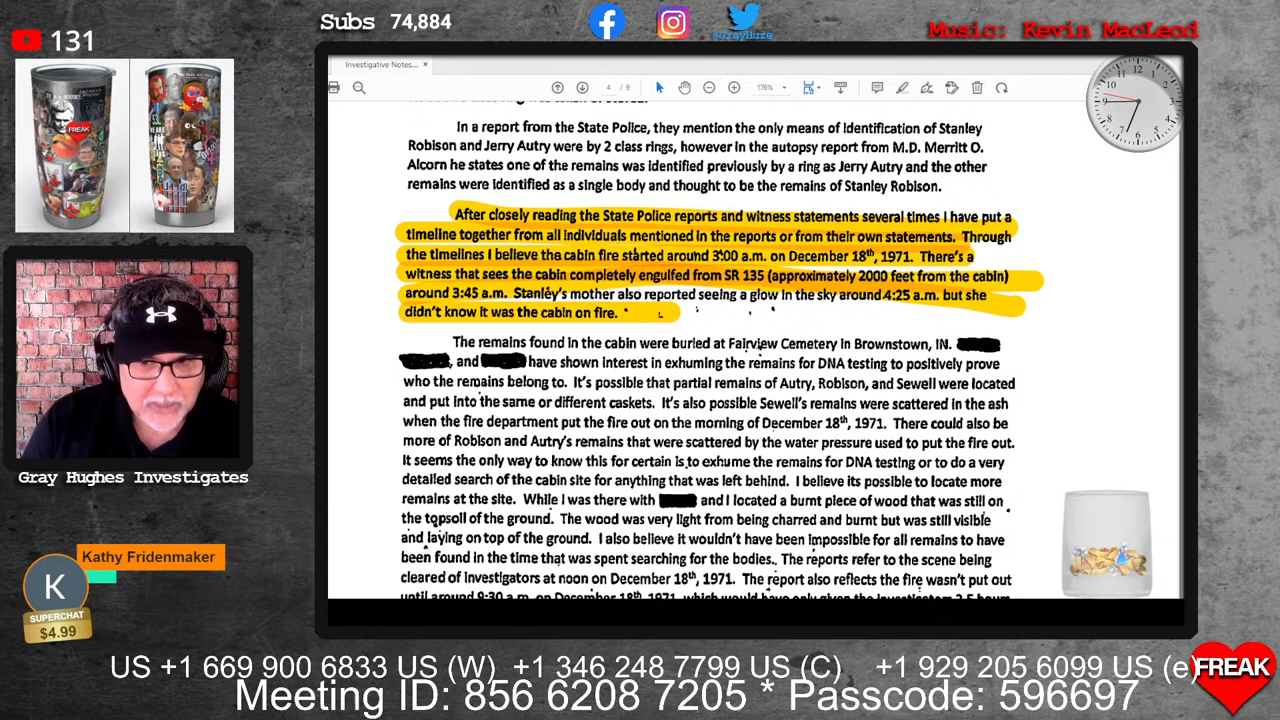 131
Subs 74,884
@GrayHuze
Music: Kevin MacLeod
FREAK
Investigative Notes...
4 / 9
176%
In a report from the State Police, they mention the only means of identification of Stanley
Robison and Jerry Autry were by 2 class rings, however in the autopsy report from M.D. Merritt O.
Alcorn he states one of the remains was identified previously by a ring as Jerry Autry and the other
remains were identified as a single body and thought to be the remains of Stanley Robison.
After closely reading the State Police reports and witness statements several times I have put a
timeline together from all individuals mentioned in the reports or from their own statements. Through
the timelines I believe the cabin fire started around 3:00 a.m. on December 18th, 1971. There's a
witness that sees the cabin completely engulfed from SR 135 (approximately 2000 feet from the cabin)
around 3:45 a.m. Stanley's mother also reported seeing a glow in the sky around 4:25 a.m. but she
didn't know it was the cabin on fire.
The remains found in the cabin were buried at Fairview Cemetery in Brownstown, IN.
, and have shown interest in exhuming the remains for DNA testing to positively prove
who the remains belong to. It's possible that partial remains of Autry, Robison, and Sewell were located
and put into the same or different caskets. It's also possible Sewell's remains were scattered in the ash
when the fire department put the fire out on the morning of December 18th, 1971. There could also be
more of Robison and Autry's remains that were scattered by the water pressure used to put the fire out.
It seems the only way to know this for certain is to exhume the remains for DNA testing or to do a very
detailed search of the cabin site for anything that was left behind. I believe its possible to locate more
remains at the site. While I was there with and I located a burnt piece of wood that was still on
the topsoil of the ground. The wood was very light from being charred and burnt but was still visible
and laying on top of the ground. I also believe it wouldn't have been impossible for all remains to have
been found in the time that was spent searching for the bodies. The reports refer to the scene being
cleared of investigators at noon on December 18th, 1971. The report also reflects the fire wasn't put out
until around 9:30 a.m. on December 18th, 1971, which would have only given the investigators 2.5 hours
Gray Hughes Investigates
Kathy Fridenmaker
K
SUPERCHAT
$4.99
US +1 669 900 6833 US (W) +1 346 248 7799 US (C) +1 929 205 6099 US (e)
Meeting ID: 856 6208 7205 * Passcode: 596697
FREAK